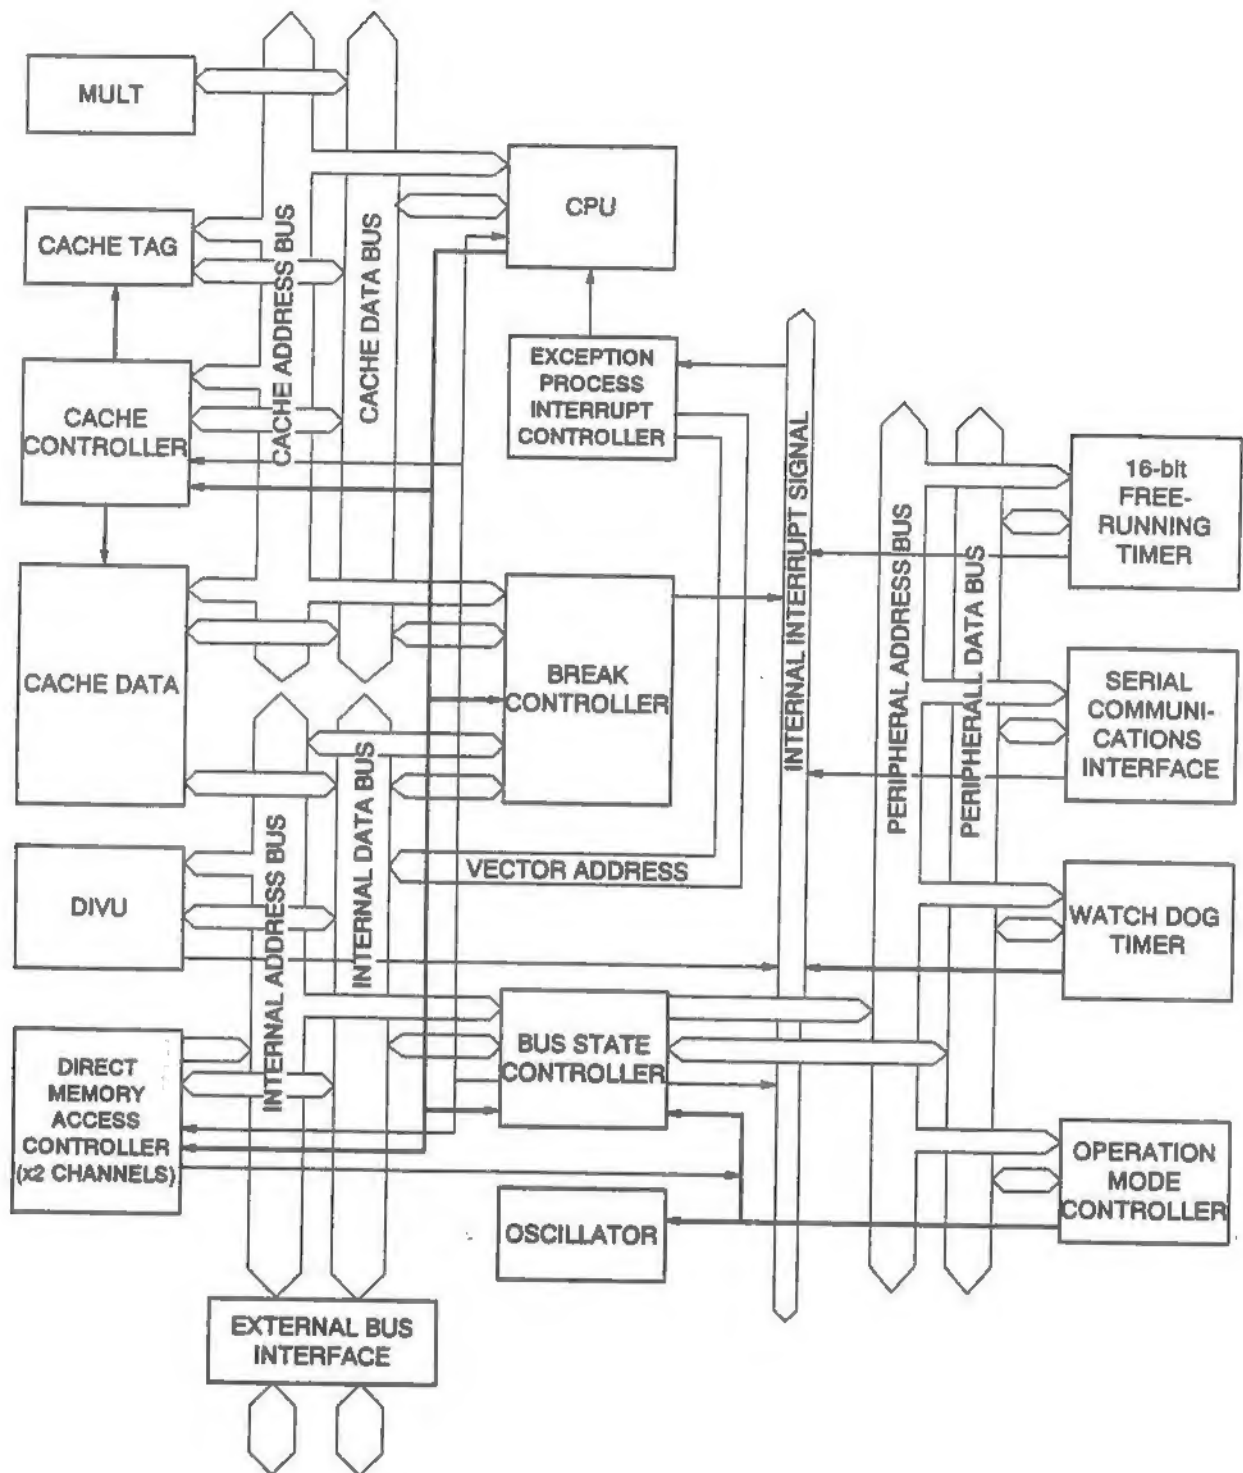 MULT
CPU
CACHE TAG
CACHE ADDRESS BUS
CACHE DATA BUS
EXCEPTION
PROCESS
INTERRUPT
CONTROLLER
CACHE
CONTROLLER
INTERNAL INTERRUPT SIGNAL
PERIPHERAL ADDRESS BUS
PERIPHERALL DATA BUS
16-bit
FREE-
RUNNING
TIMER
CACHE DATA
BREAK
CONTROLLER
SERIAL
COMMUNI-
CATIONS
INTERFACE
INTERNAL ADDRESS BUS
INTERNAL DATA BUS
VECTOR ADDRESS
DIVU
WATCH DOG
TIMER
BUS STATE
CONTROLLER
DIRECT
MEMORY
ACCESS
CONTROLLER
(x2 CHANNELS)
OPERATION
MODE
CONTROLLER
OSCILLATOR
EXTERNAL BUS
INTERFACE